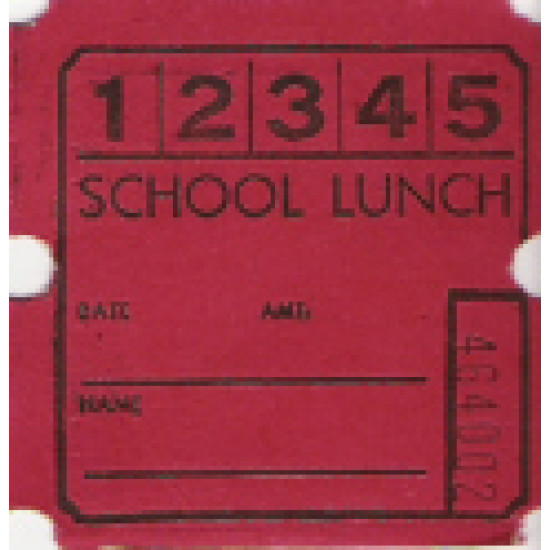 1 2 3 4 5
SCHOOL LUNCH
DATE AMT.
NAME
464002